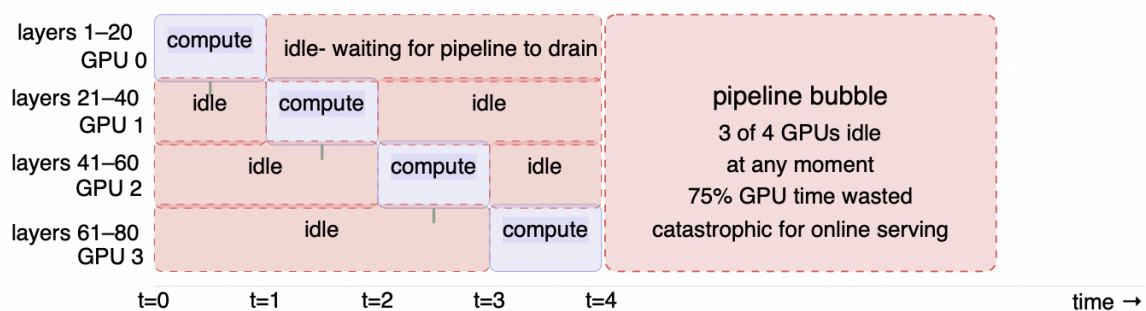 layers 1–20
GPU 0
compute
idle- waiting for pipeline to drain
layers 21–40
GPU 1
idle
compute
idle
layers 41–60
GPU 2
idle
compute
idle
layers 61–80
GPU 3
idle
compute
pipeline bubble
3 of 4 GPUs idle
at any moment
75% GPU time wasted
catastrophic for online serving
t=0
t=1
t=2
t=3
t=4
time →